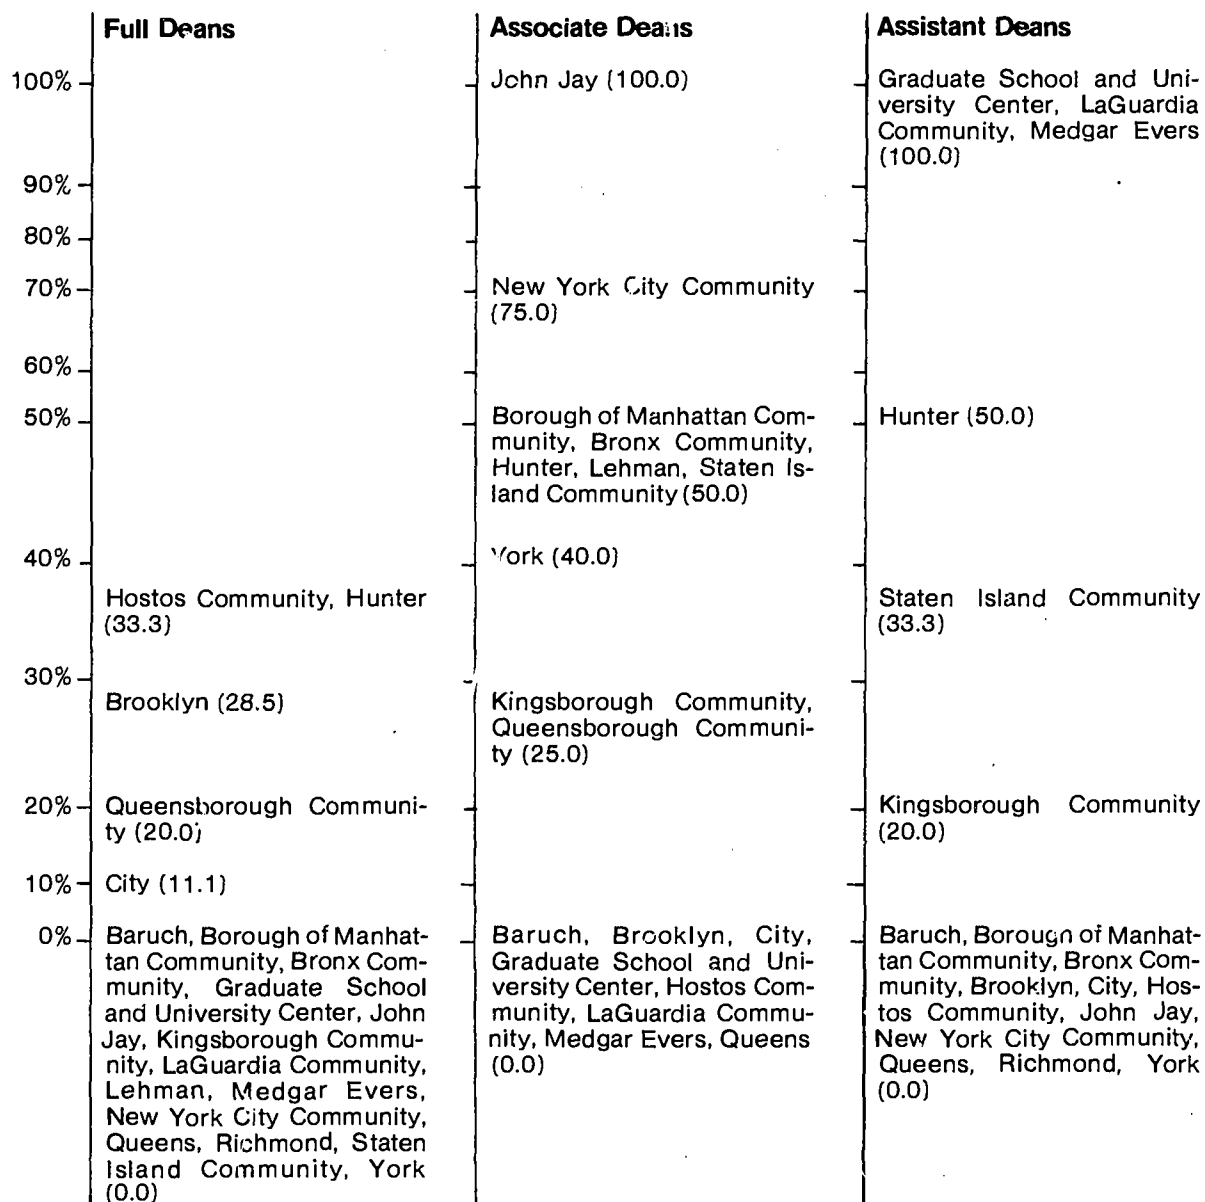 Full Deans
Associate Deans
Assistant Deans
100%
90%
80%
70%
60%
50%
40%
30%
20%
10%
0%
Hostos Community, Hunter
(33.3)
Brooklyn (28.5)
Queensborough Communi-
ty (20.0)
City (11.1)
Baruch, Borough of Manhat-
tan Community, Bronx Com-
munity, Graduate School
and University Center, John
Jay, Kingsborough Commu-
nity, LaGuardia Community,
Lehman, Medgar Evers,
New York City Community,
Queens, Richmond, Staten
Island Community, York
(0.0)
John Jay (100.0)
New York City Community
(75.0)
Borough of Manhattan Com-
munity, Bronx Community,
Hunter, Lehman, Staten Is-
land Community (50.0)
York (40.0)
Kingsborough Community,
Queensborough Communi-
ty (25.0)
Baruch, Brooklyn, City,
Graduate School and Uni-
versity Center, Hostos Com-
munity, LaGuardia Commu-
nity, Medgar Evers, Queens
(0.0)
Graduate School and Uni-
versity Center, LaGuardia
Community, Medgar Evers
(100.0)
Hunter (50.0)
Staten Island Community
(33.3)
Kingsborough Community
(20.0)
Baruch, Borough of Manhat-
tan Community, Bronx Com-
munity, Brooklyn, City, Hos-
tos Community, John Jay,
New York City Community,
Queens, Richmond, York
(0.0)